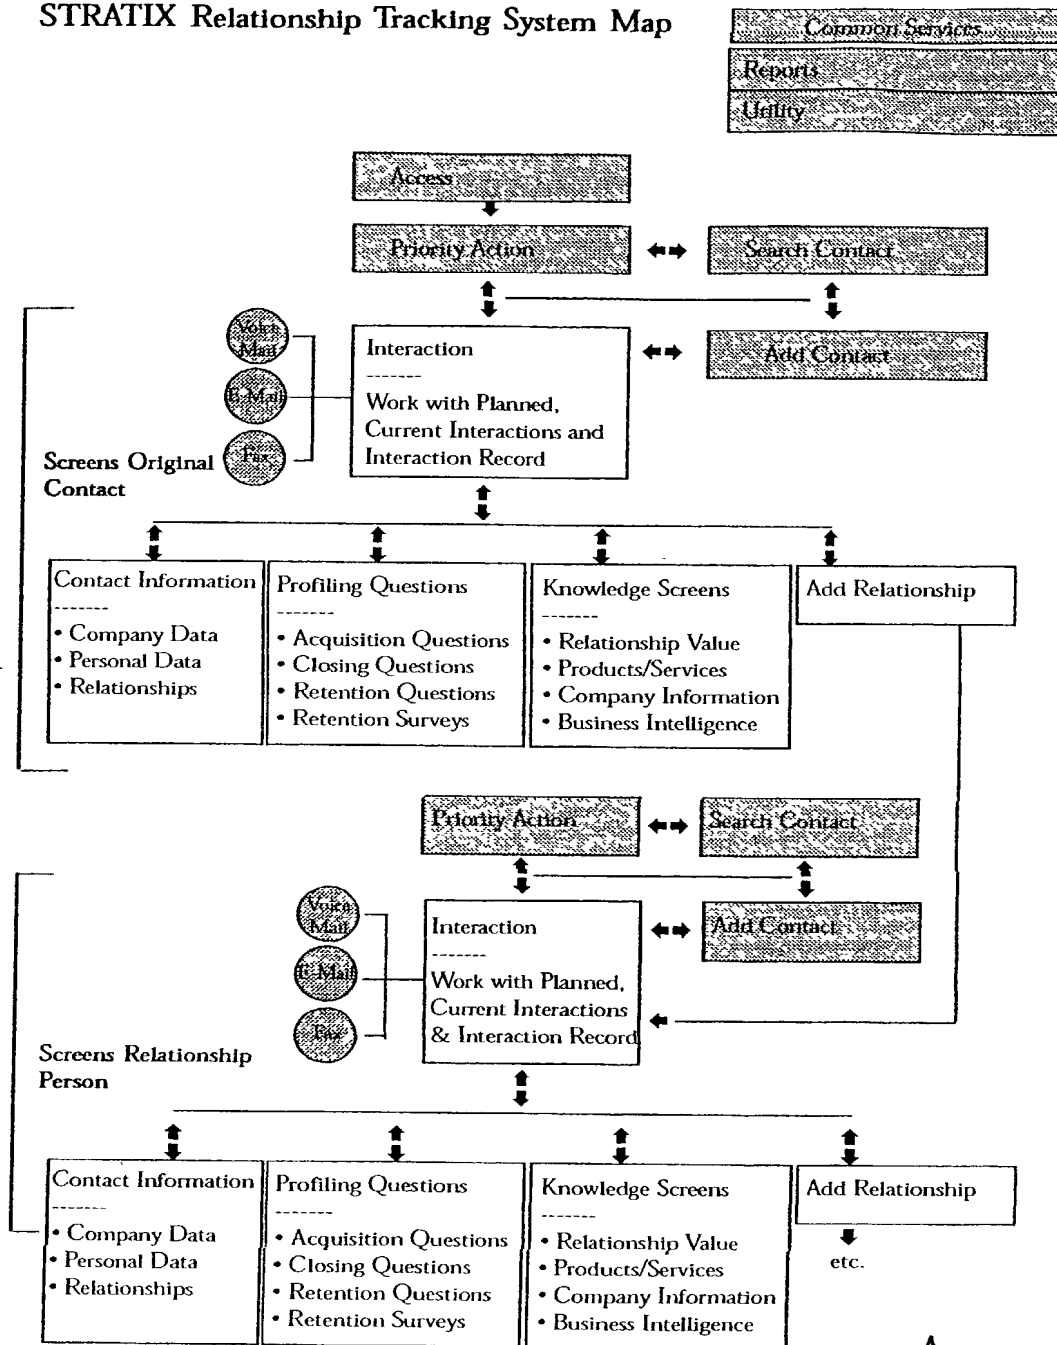 STRATIX Relationship Tracking System Map
Common Services
Reports
Utility
Access
Priority Action
Search Contact
Voice
Mail
E-Mail
Fax
Interaction
-------
Work with Planned,
Current Interactions and
Interaction Record
Add Contact
Screens Original
Contact
Contact Information
-------
• Company Data
• Personal Data
• Relationships
Profiling Questions
-------
• Acquisition Questions
• Closing Questions
• Retention Questions
• Retention Surveys
Knowledge Screens
-------
• Relationship Value
• Products/Services
• Company Information
• Business Intelligence
Add Relationship
Priority Action
Search Contact
Voice
Mail
E-Mail
Fax
Interaction
-------
Work with Planned,
Current Interactions
& Interaction Record
Add Contact
Screens Relationship
Person
Contact Information
-------
• Company Data
• Personal Data
• Relationships
Profiling Questions
-------
• Acquisition Questions
• Closing Questions
• Retention Questions
• Retention Surveys
Knowledge Screens
-------
• Relationship Value
• Products/Services
• Company Information
• Business Intelligence
Add Relationship
etc.